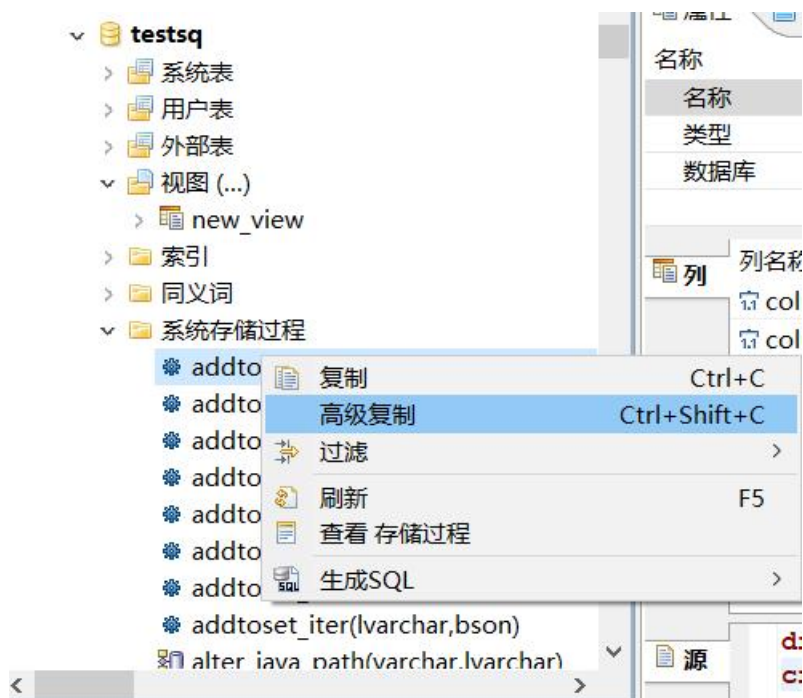 testsq
系统表
用户表
外部表
视图 (...)
new_view
索引
同义词
系统存储过程
addto
addto
addto
addto
addto
addto
addto
addtoset_iter(lvarchar,bson)
alter_java_path(varchar,lvarchar)
复制 Ctrl+C
高级复制 Ctrl+Shift+C
过滤
刷新 F5
查看 存储过程
生成SQL
属性
名称
名称
类型
数据库
列
列名称
col
col
源